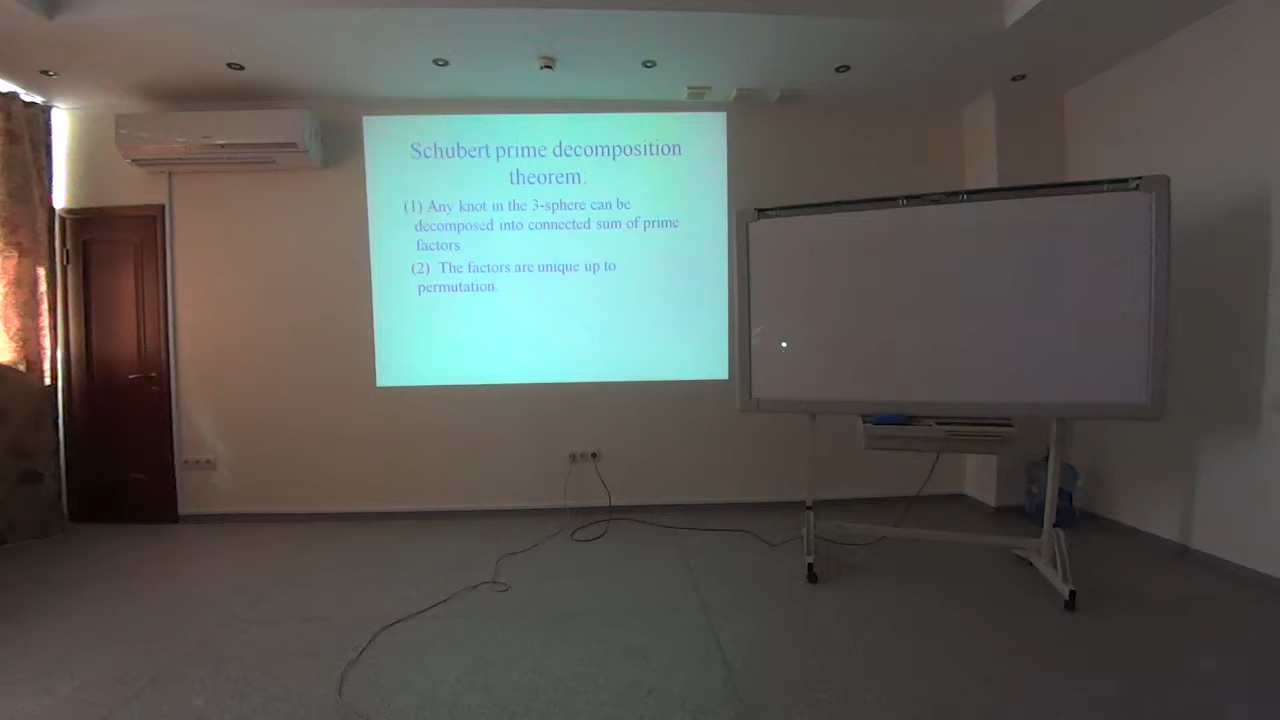 Schubert prime decomposition
theorem.
(1) Any knot in the 3-sphere can be
decomposed into connected sum of prime
factors
(2) The factors are unique up to
permutation.